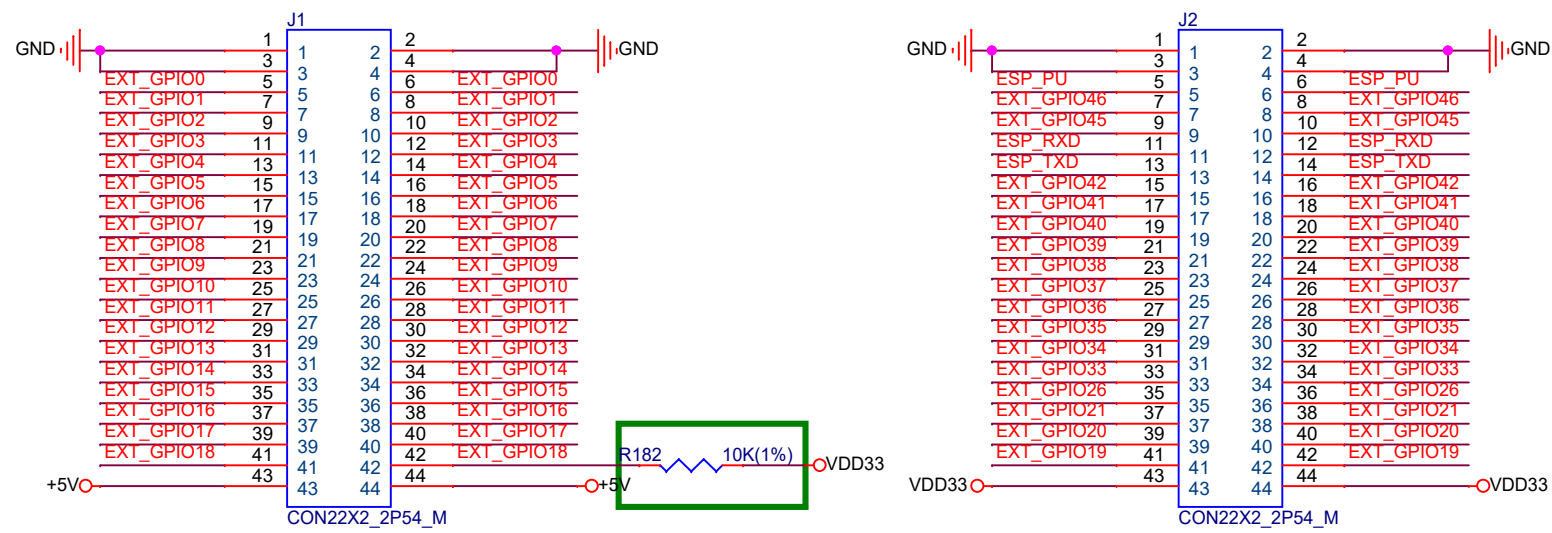 J1
GND 1 1 2 2 GND
3 3 4 4
EXT_GPIO0 5 5 6 6 EXT_GPIO0
EXT_GPIO1 7 7 8 8 EXT_GPIO1
EXT_GPIO2 9 9 10 10 EXT_GPIO2
EXT_GPIO3 11 11 12 12 EXT_GPIO3
EXT_GPIO4 13 13 14 14 EXT_GPIO4
EXT_GPIO5 15 15 16 16 EXT_GPIO5
EXT_GPIO6 17 17 18 18 EXT_GPIO6
EXT_GPIO7 19 19 20 20 EXT_GPIO7
EXT_GPIO8 21 21 22 22 EXT_GPIO8
EXT_GPIO9 23 23 24 24 EXT_GPIO9
EXT_GPIO10 25 25 26 26 EXT_GPIO10
EXT_GPIO11 27 27 28 28 EXT_GPIO11
EXT_GPIO12 29 29 30 30 EXT_GPIO12
EXT_GPIO13 31 31 32 32 EXT_GPIO13
EXT_GPIO14 33 33 34 34 EXT_GPIO14
EXT_GPIO15 35 35 36 36 EXT_GPIO15
EXT_GPIO16 37 37 38 38 EXT_GPIO16
EXT_GPIO17 39 39 40 40 EXT_GPIO17
EXT_GPIO18 41 41 42 42 EXT_GPIO18 R182 10K(1%) VDD33
+5V 43 43 44 44 +5V
CON22X2_2P54_M
J2
GND 1 1 2 2 GND
3 3 4 4
ESP_PU 5 5 6 6 ESP_PU
EXT_GPIO46 7 7 8 8 EXT_GPIO46
EXT_GPIO45 9 9 10 10 EXT_GPIO45
ESP_RXD 11 11 12 12 ESP_RXD
ESP_TXD 13 13 14 14 ESP_TXD
EXT_GPIO42 15 15 16 16 EXT_GPIO42
EXT_GPIO41 17 17 18 18 EXT_GPIO41
EXT_GPIO40 19 19 20 20 EXT_GPIO40
EXT_GPIO39 21 21 22 22 EXT_GPIO39
EXT_GPIO38 23 23 24 24 EXT_GPIO38
EXT_GPIO37 25 25 26 26 EXT_GPIO37
EXT_GPIO36 27 27 28 28 EXT_GPIO36
EXT_GPIO35 29 29 30 30 EXT_GPIO35
EXT_GPIO34 31 31 32 32 EXT_GPIO34
EXT_GPIO33 33 33 34 34 EXT_GPIO33
EXT_GPIO26 35 35 36 36 EXT_GPIO26
EXT_GPIO21 37 37 38 38 EXT_GPIO21
EXT_GPIO20 39 39 40 40 EXT_GPIO20
EXT_GPIO19 41 41 42 42 EXT_GPIO19
VDD33 43 43 44 44 VDD33
CON22X2_2P54_M